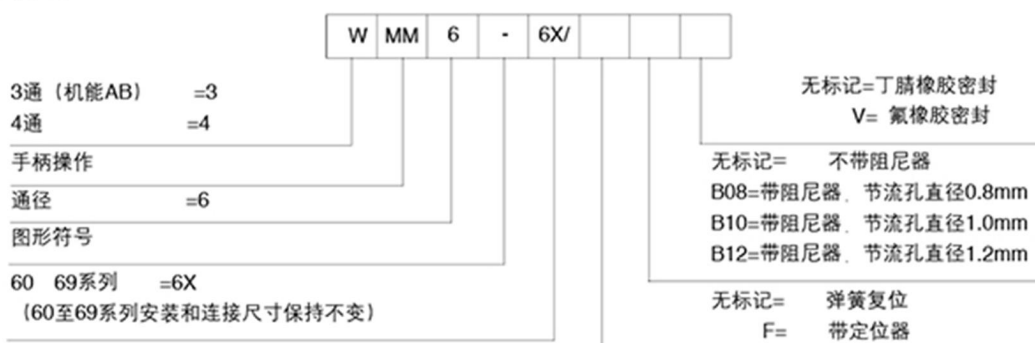 W MM 6 - 6X/
3通（机能AB） =3
4通 =4
手柄操作
通径 =6
图形符号
60 69系列 =6X
（60至69系列安装和连接尺寸保持不变）
无标记=丁腈橡胶密封
V= 氟橡胶密封
无标记= 不带阻尼器
B08=带阻尼器、节流孔直径0.8mm
B10=带阻尼器、节流孔直径1.0mm
B12=带阻尼器、节流孔直径1.2mm
无标记= 弹簧复位
F= 带定位器